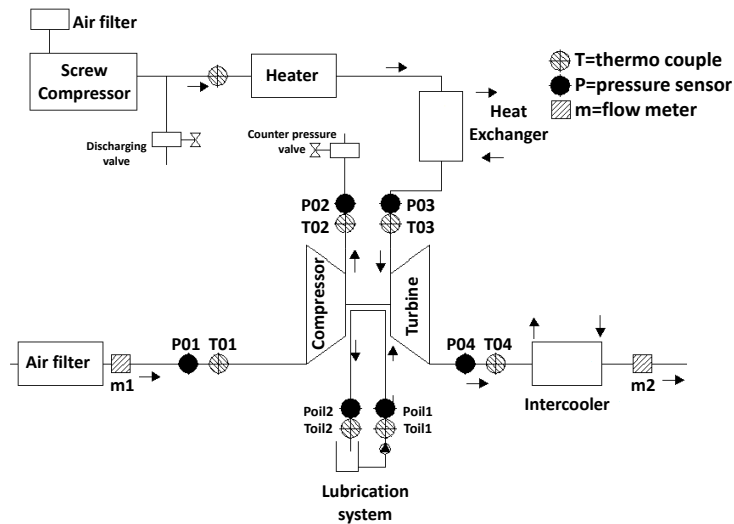 Air filter
Screw
Compressor
Heater
T=thermo couple
P=pressure sensor
m=flow meter
Heat
Exchanger
Discharging
valve
Counter pressure
valve
P02
P03
T02
T03
Compressor
Turbine
P01 T01
P04 T04
Air filter
m1
m2
Intercooler
Poil2
Poil1
Toil2
Toil1
Lubrication
system